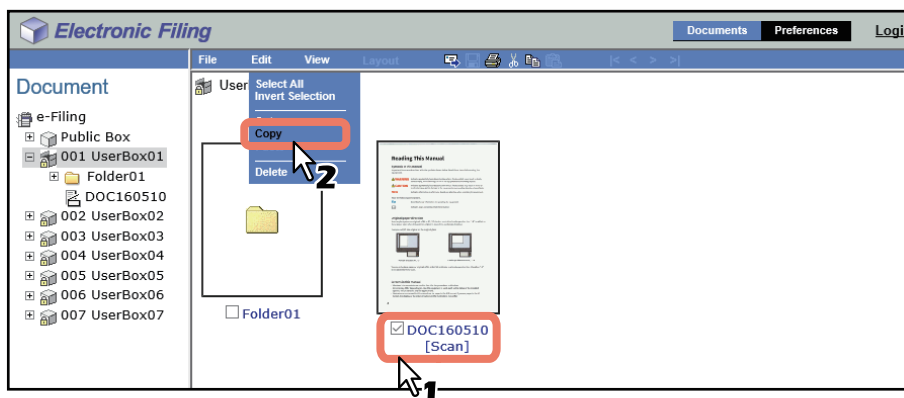 Electronic Filing
Documents
Preferences
File
Edit
View
Layout
|< < > >|
Document
e-Filing
Public Box
001 UserBox01
Folder01
DOC160510
002 UserBox02
003 UserBox03
004 UserBox04
005 UserBox05
006 UserBox06
007 UserBox07
User
Select All
Invert Selection
Copy
Delete
2
Reading This Manual
Folder01
DOC160510
[Scan]
1